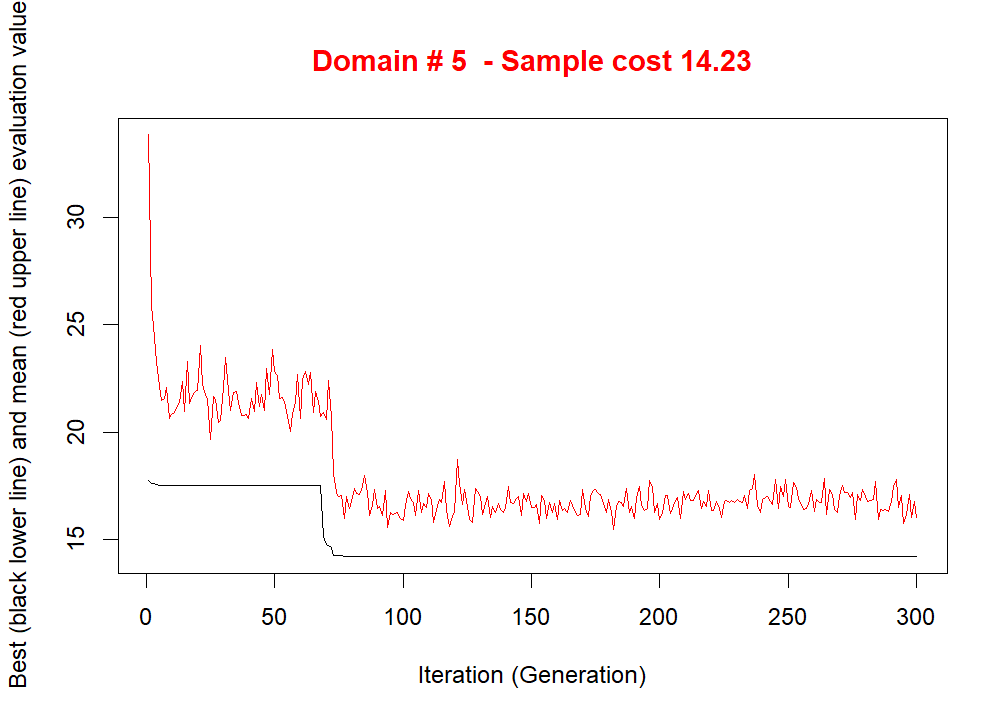 Domain # 5  - Sample cost 14.23
Best (black lower line) and mean (red upper line) evaluation value
30
25
20
15
0 50 100 150 200 250 300
Iteration (Generation)